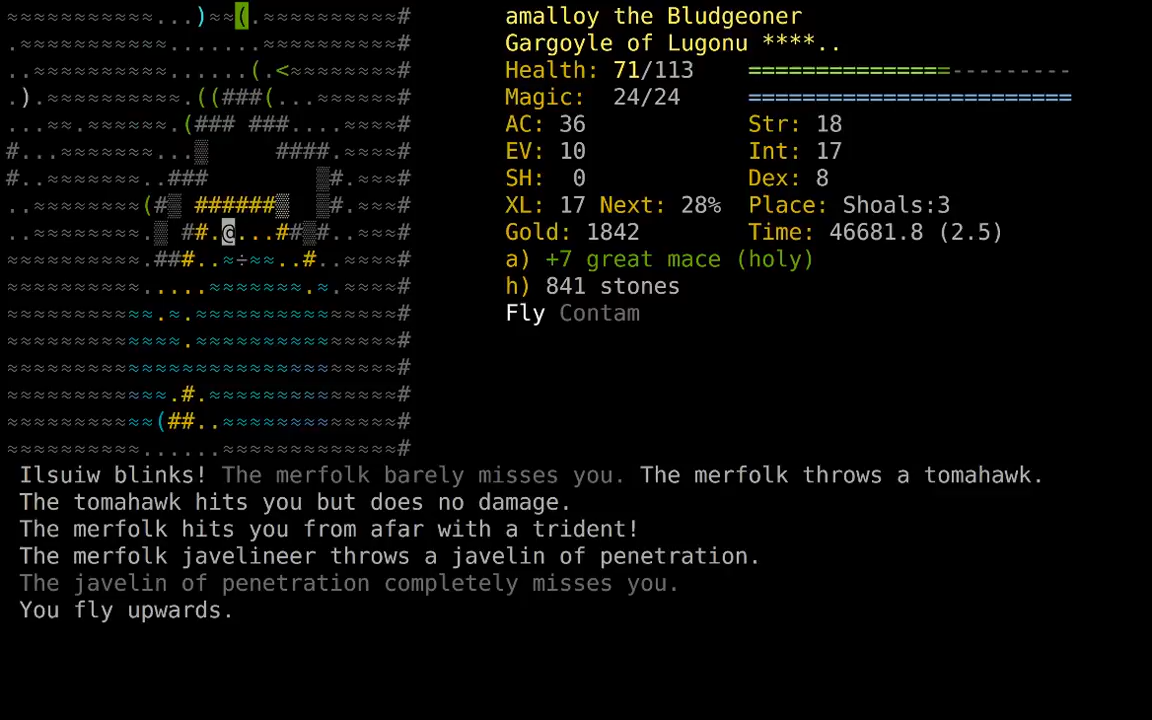 amalloy the Bludgeoner
Gargoyle of Lugonu ****..
Health: 71/113
Magic: 24/24
AC: 36 Str: 18
EV: 10 Int: 17
SH: 0 Dex: 8
XL: 17 Next: 28% Place: Shoals:3
Gold: 1842 Time: 46681.8 (2.5)
a) +7 great mace (holy)
h) 841 stones
Fly Contam
Ilsuiw blinks! The merfolk barely misses you. The merfolk throws a tomahawk.
The tomahawk hits you but does no damage.
The merfolk hits you from afar with a trident!
The merfolk javelineer throws a javelin of penetration.
The javelin of penetration completely misses you.
You fly upwards.